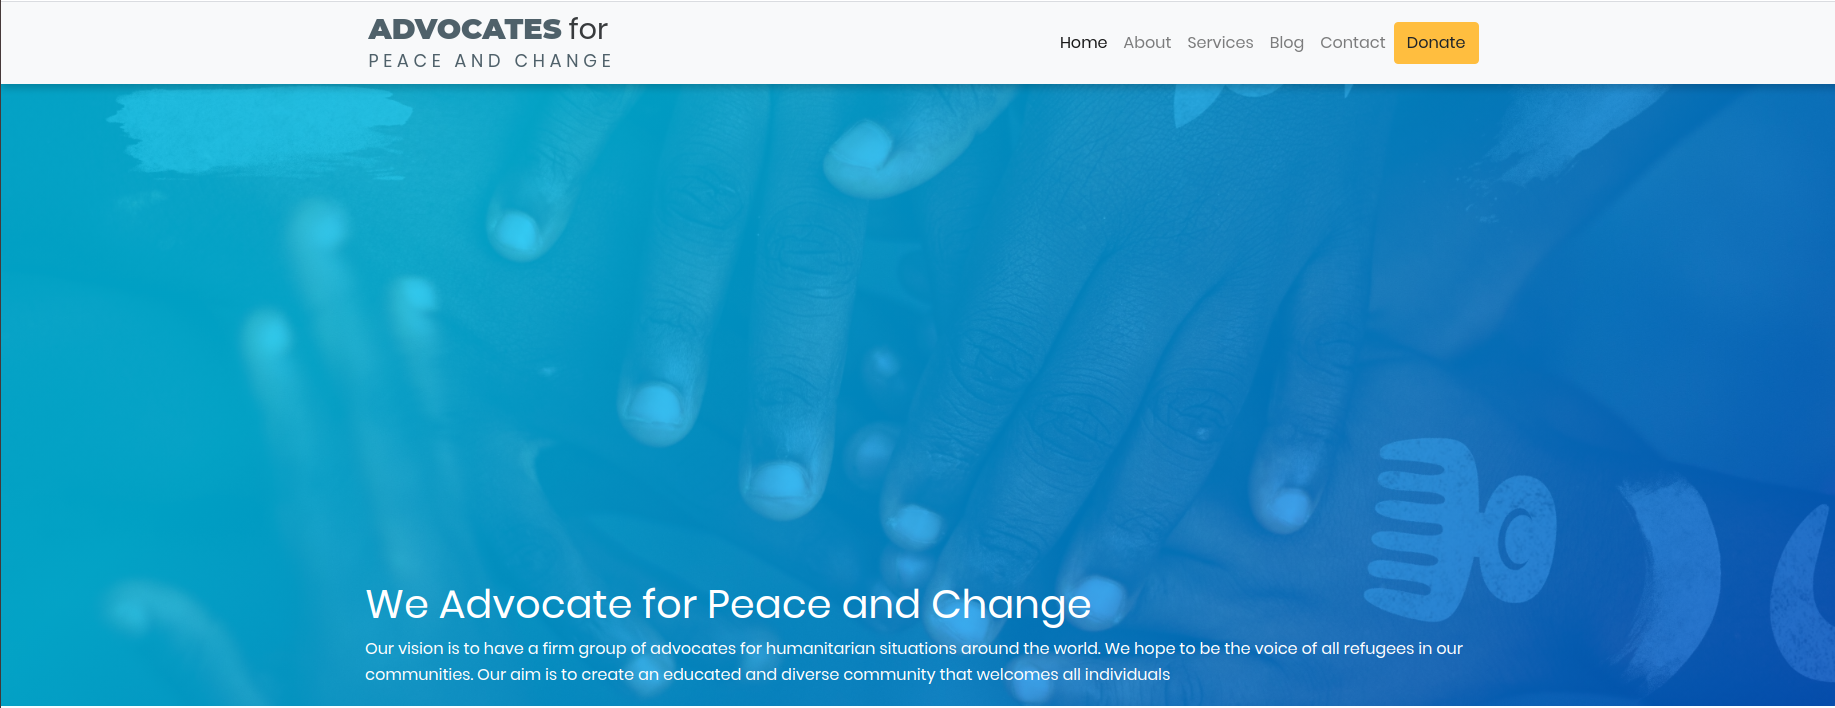 ADVOCATES for
PEACE AND CHANGE
Home About Services Blog Contact Donate
We Advocate for Peace and Change
Our vision is to have a firm group of advocates for humanitarian situations around the world. We hope to be the voice of all refugees in our
communities. Our aim is to create an educated and diverse community that welcomes all individuals